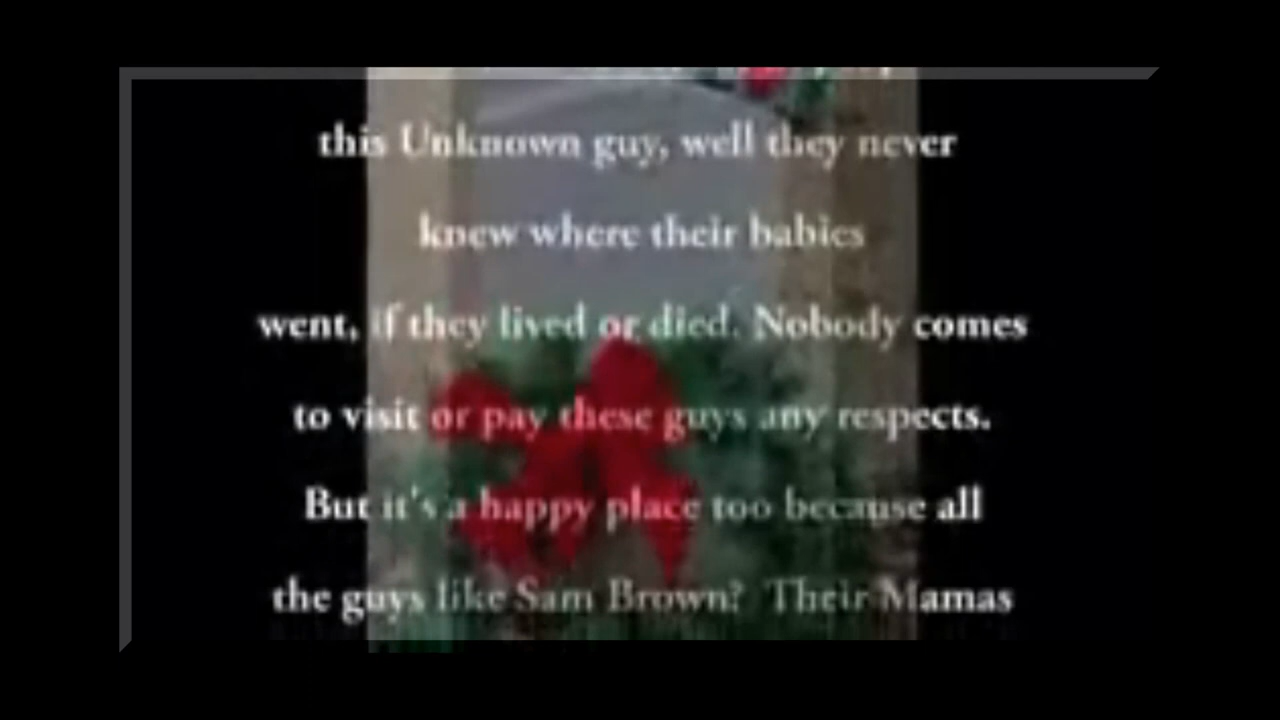 this Unknown guy, well they never
knew where their babies
went, if they lived or died. Nobody comes
to visit or pay these guys any respects.
But it's a happy place too because all
the guys like Sam Brown? Their Mamas